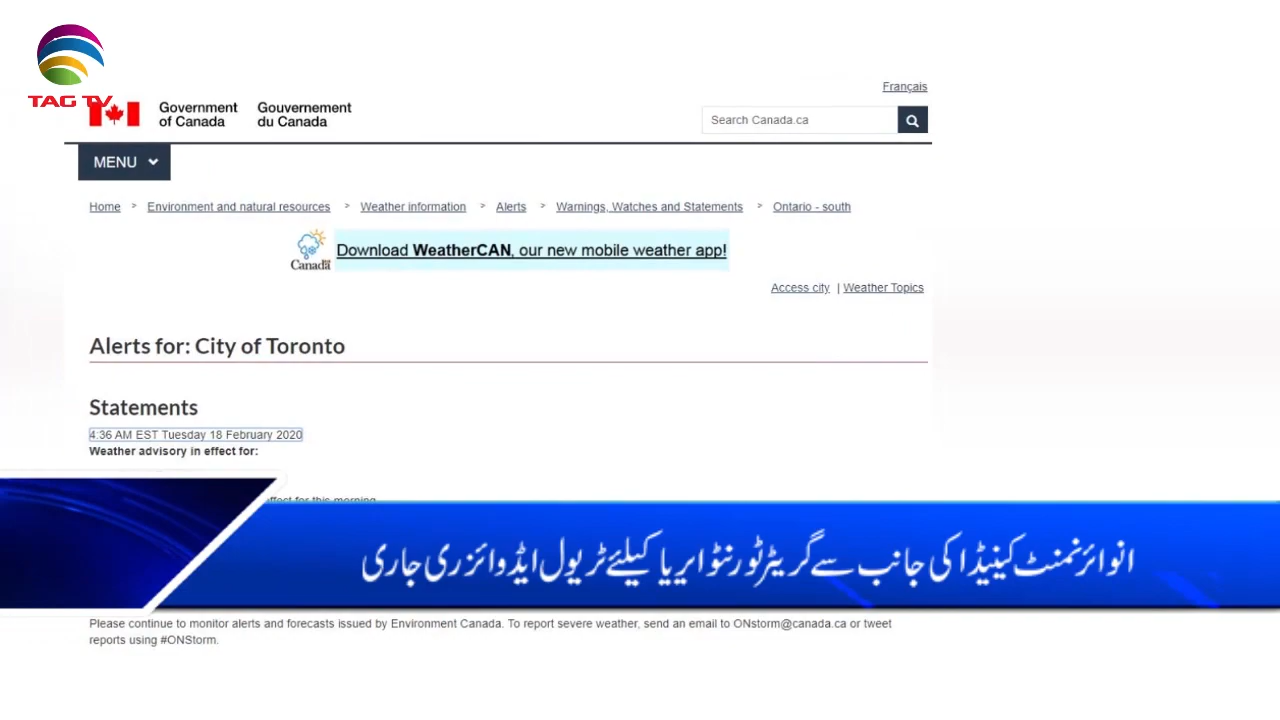 TAG TV
Français
Government
of Canada
Gouvernement
du Canada
Search Canada.ca
MENU
Home > Environment and natural resources > Weather information > Alerts > Warnings, Watches and Statements > Ontario - south
Canada
Download WeatherCAN, our new mobile weather app!
Access city | Weather Topics
Alerts for: City of Toronto
Statements
4:36 AM EST Tuesday 18 February 2020
Weather advisory in effect for:
effect for this morning
انوائرنمنٹ کینیڈا کی جانب سے گریٹر ٹورنٹو ایریا کیلئے ٹریول ایڈوائزری جاری
Please continue to monitor alerts and forecasts issued by Environment Canada. To report severe weather, send an email to ONstorm@canada.ca or tweet
reports using #ONStorm.